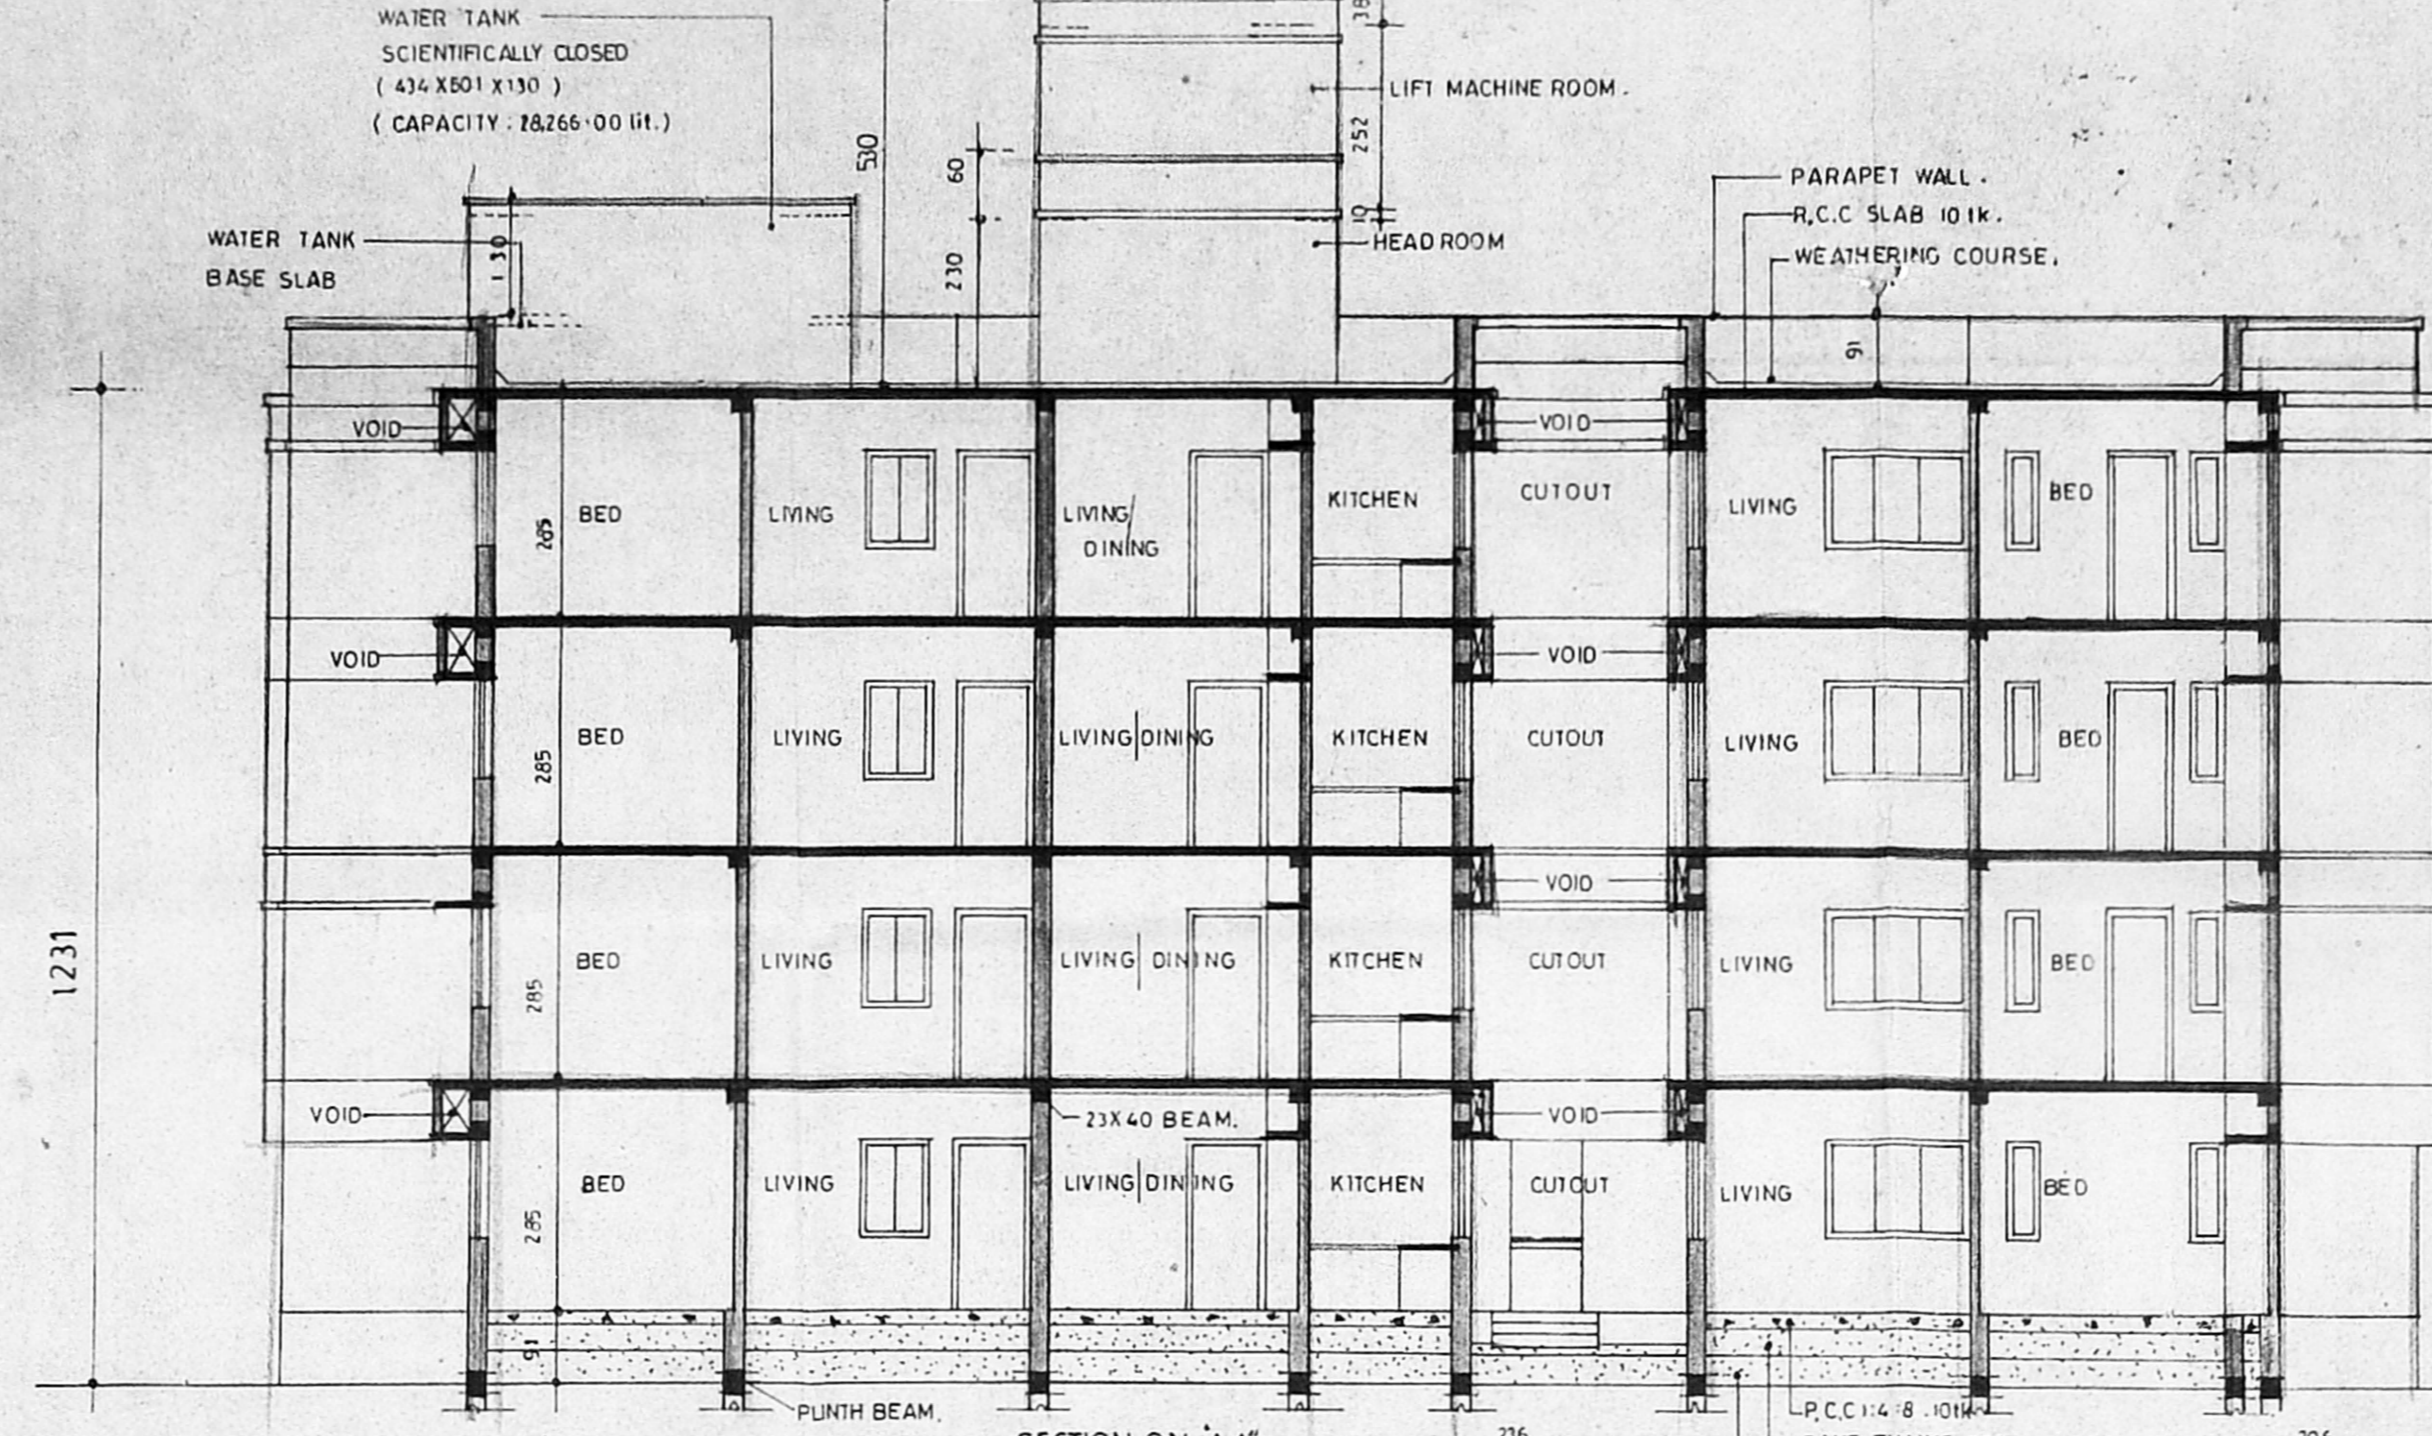 WATER TANK
SCIENTIFICALLY CLOSED
( 434 X 501 X 130 )
( CAPACITY : 28,266.00 lit. )
WATER TANK
BASE SLAB
130
530
60
230
38
252
10
LIFT MACHINE ROOM.
HEAD ROOM
PARAPET WALL.
R.C.C SLAB 10 tk.
WEATHERING COURSE.
91
VOID
VOID
VOID
285
BED
LIVING
LIVING/
DINING
KITCHEN
CUTOUT
LIVING
BED
VOID
VOID
285
BED
LIVING
LIVING|DINING
KITCHEN
CUTOUT
LIVING
BED
VOID
1231
285
BED
LIVING
LIVING| DINING
KITCHEN
CUTOUT
LIVING
BED
VOID
23X40 BEAM.
VOID
285
BED
LIVING
LIVING|DINING
KITCHEN
CUTOUT
LIVING
BED
91
PLINTH BEAM.
P.C.C 1:4:8 .10tk
SECTION ON